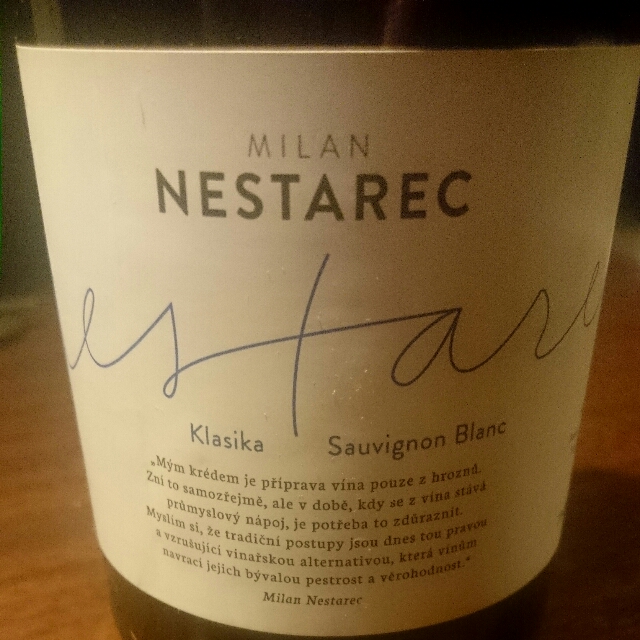 MILAN
NESTAREC
estare
Klasika Sauvignon Blanc
„Mým krédem je příprava vína pouze z hroznů.
Zní to samozřejmě, ale v době, kdy se z vína stává
průmyslový nápoj, je potřeba to zdůraznit.
Myslím si, že tradiční postupy jsou dnes tou pravou
a vzrušující vinařskou alternativou, která vínům
navrací jejich bývalou pestrost a věrohodnost."
Milan Nestarec